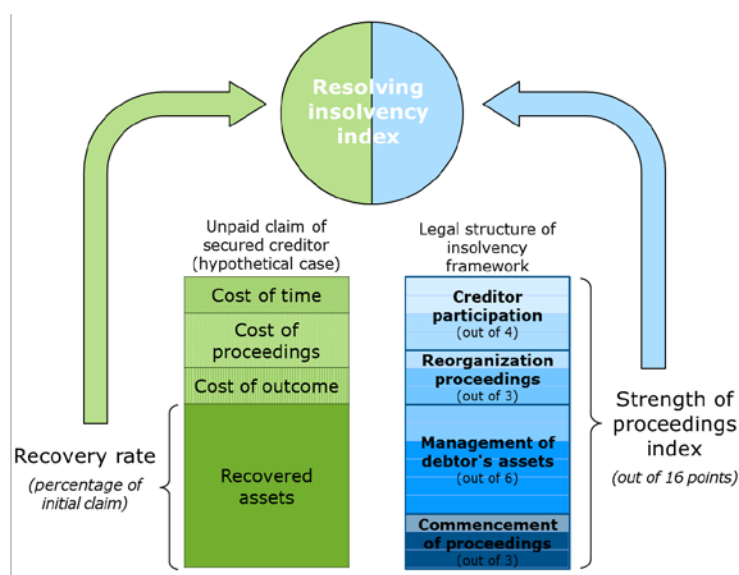 Resolving
insolvency
index
Unpaid claim of
secured creditor
(hypothetical case)
Cost of time
Cost of
proceedings
Cost of outcome
Recovered
assets
Recovery rate
(percentage of
initial claim)
Legal structure of
insolvency
framework
Creditor
participation
(out of 4)
Reorganization
proceedings
(out of 3)
Management of
debtor's assets
(out of 6)
Commencement
of proceedings
(out of 3)
Strength of
proceedings
index
(out of 16 points)